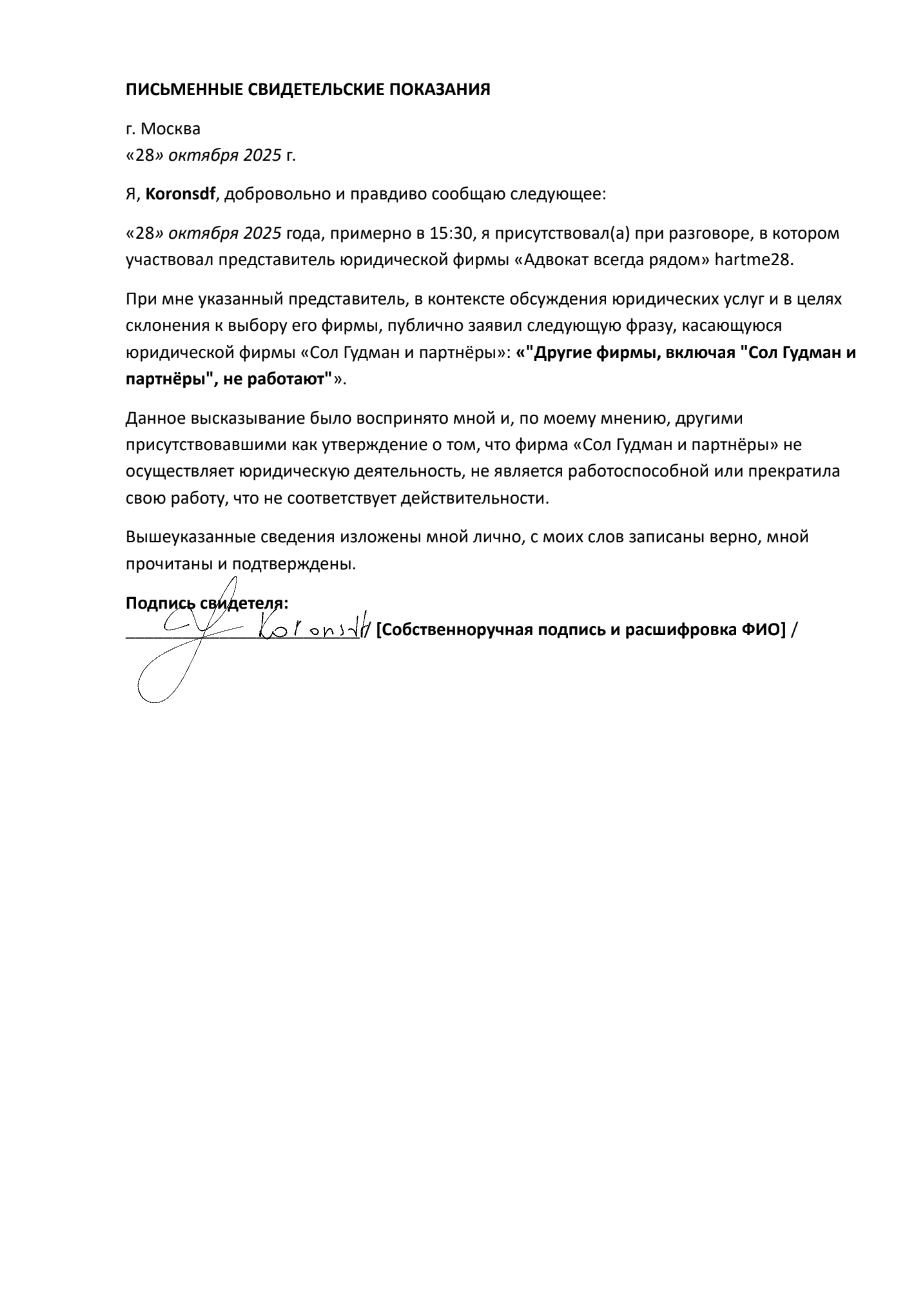 ПИСЬМЕННЫЕ СВИДЕТЕЛЬСКИЕ ПОКАЗАНИЯ
г. Москва
«28» октября 2025 г.
Я, Koronsdf, добровольно и правдиво сообщаю следующее:
«28» октября 2025 года, примерно в 15:30, я присутствовал(а) при разговоре, в котором
участвовал представитель юридической фирмы «Адвокат всегда рядом» hartme28.
При мне указанный представитель, в контексте обсуждения юридических услуг и в целях
склонения к выбору его фирмы, публично заявил следующую фразу, касающуюся
юридической фирмы «Сол Гудман и партнёры»: «"Другие фирмы, включая "Сол Гудман и
партнёры", не работают"».
Данное высказывание было воспринято мной и, по моему мнению, другими
присутствовавшими как утверждение о том, что фирма «Сол Гудман и партнёры» не
осуществляет юридическую деятельность, не является работоспособной или прекратила
свою работу, что не соответствует действительности.
Вышеуказанные сведения изложены мной лично, с моих слов записаны верно, мной
прочитаны и подтверждены.
Подпись свидетеля:
/ [Собственноручная подпись и расшифровка ФИО] /